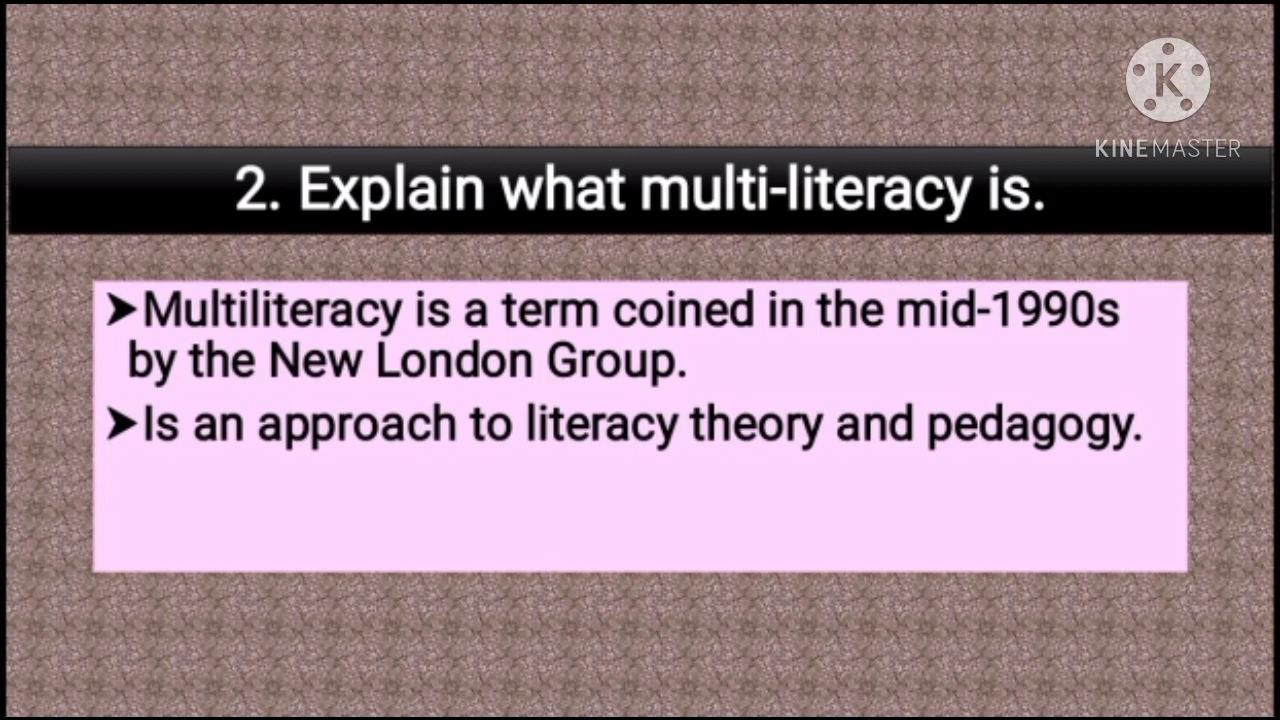 K
KINEMASTER
2. Explain what multi-literacy is.
➤Multiliteracy is a term coined in the mid-1990s
by the New London Group.
➤Is an approach to literacy theory and pedagogy.